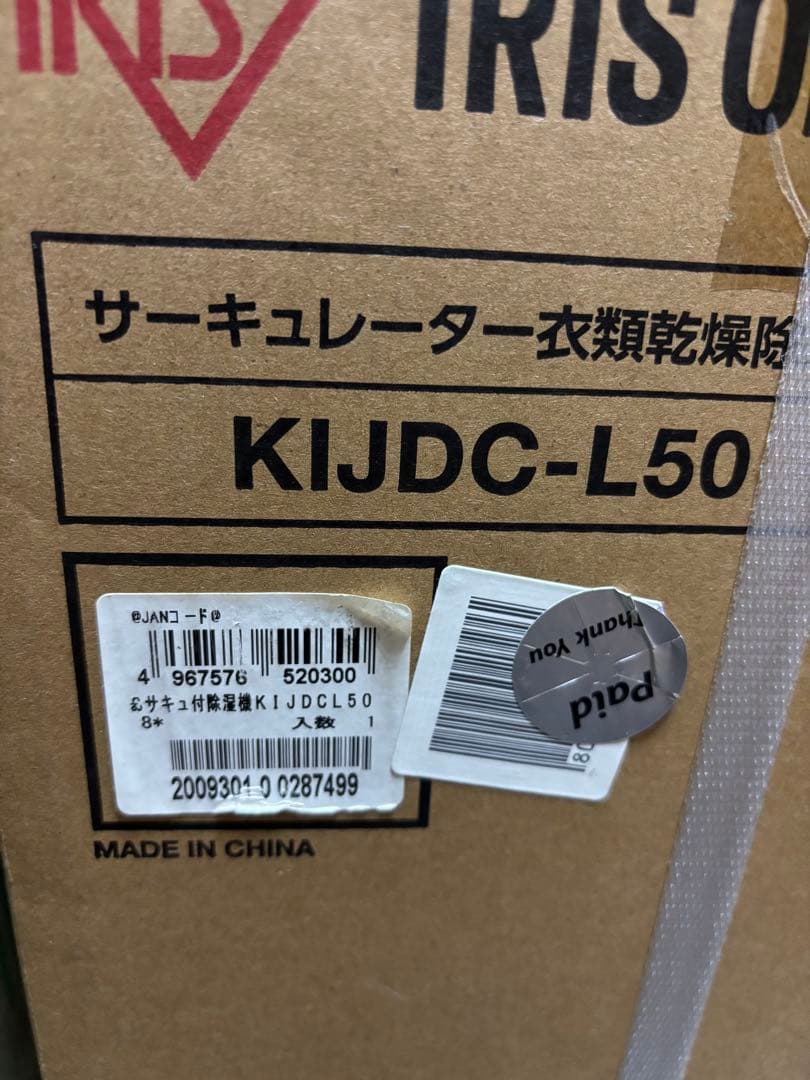 IRIS
IRIS O
サーキュレーター衣類乾燥除
KIJDC-L50
@JANコード@
4 967576 520300
&サキュ付除湿機KIJDCL50
8* 入数 1
2009301 0 0287499
Thank You
Paid
MADE IN CHINA